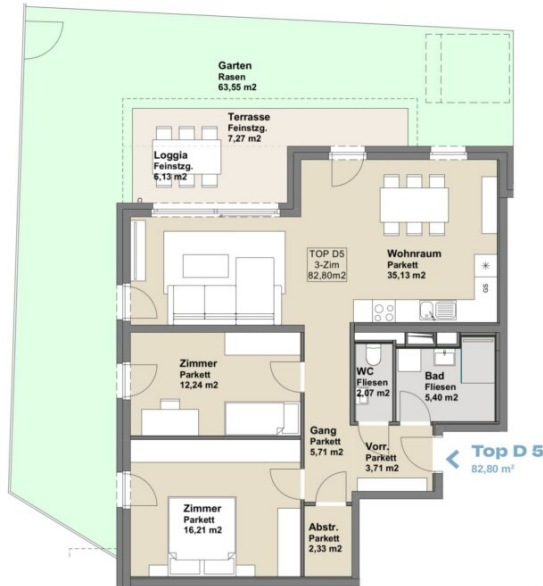 Garten
Rasen
63,55 m2
Terrasse
Feinstzg.
7,27 m2
Loggia
Feinstzg.
6,13 m2
TOP D5
3-Zim
82,80m2
Wohnraum
Parkett
35,13 m2
GS
Zimmer
Parkett
12,24 m2
WC
Fliesen
2,07 m2
Bad
Fliesen
5,40 m2
Gang
Parkett
5,71 m2
Vorr.
Parkett
3,71 m2
Top D 5
82,80 m²
Zimmer
Parkett
16,21 m2
Abstr.
Parkett
2,33 m2